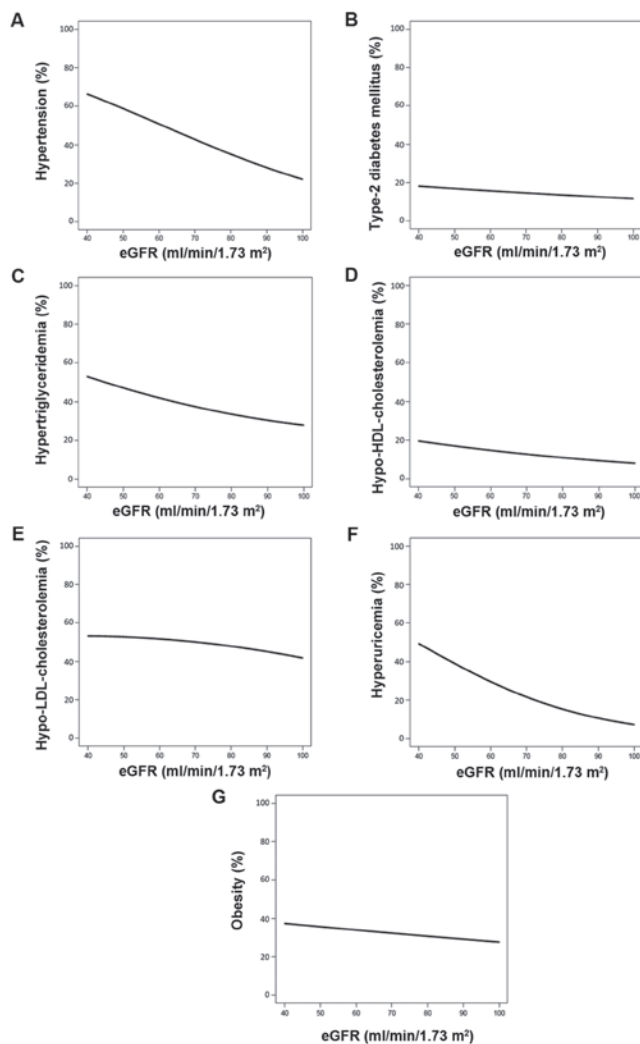 A
Hypertension (%)
100
80
60
40
20
0
40 50 60 70 80 90 100
eGFR (ml/min/1.73 m²)
B
Type-2 diabetes mellitus (%)
100
80
60
40
20
0
40 50 60 70 80 90 100
eGFR (ml/min/1.73 m²)
C
Hypertriglyceridemia (%)
100
80
60
40
20
0
40 50 60 70 80 90 100
eGFR (ml/min/1.73 m²)
D
Hypo-HDL-cholesterolemia (%)
100
80
60
40
20
0
40 50 60 70 80 90 100
eGFR (ml/min/1.73 m²)
E
Hypo-LDL-cholesterolemia (%)
100
80
60
40
20
0
40 50 60 70 80 90 100
eGFR (ml/min/1.73 m²)
F
Hyperuricemia (%)
100
80
60
40
20
0
40 50 60 70 80 90 100
eGFR (ml/min/1.73 m²)
G
Obesity (%)
100
80
60
40
20
0
40 50 60 70 80 90 100
eGFR (ml/min/1.73 m²)